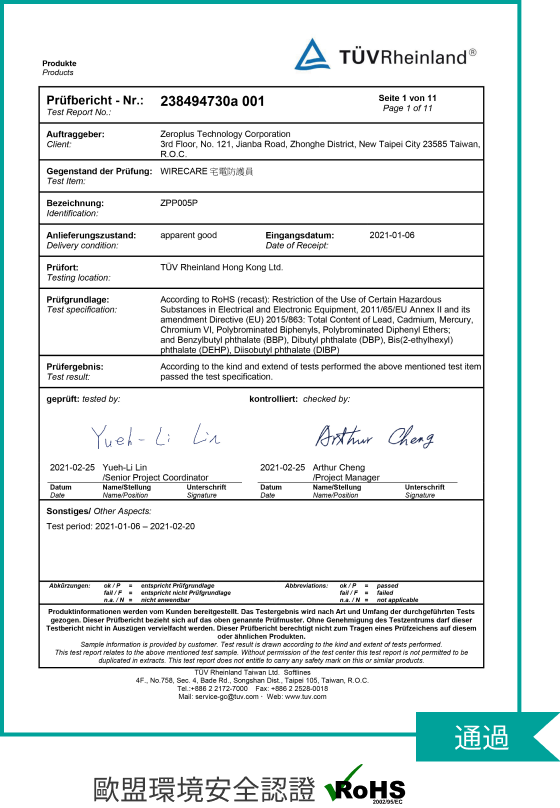 TÜVRheinland®
Produkte
Products
Prüfbericht - Nr.: 238494730a 001 Seite 1 von 11
Test Report No.: Page 1 of 11
Auftraggeber: Zeroplus Technology Corporation
Client: 3rd Floor, No. 121, Jianba Road, Zhonghe District, New Taipei City 23585 Taiwan,
R.O.C.
Gegenstand der Prüfung: WIRECARE 宅電防護員
Test Item:
Bezeichnung: ZPP005P
Identification:
Anlieferungszustand: apparent good Eingangsdatum: 2021-01-06
Delivery condition: Date of Receipt:
Prüfort: TÜV Rheinland Hong Kong Ltd.
Testing location:
Prüfgrundlage: According to RoHS (recast): Restriction of the Use of Certain Hazardous
Test specification: Substances in Electrical and Electronic Equipment, 2011/65/EU Annex II and its
amendment Directive (EU) 2015/863: Total Content of Lead, Cadmium, Mercury,
Chromium VI, Polybrominated Biphenyls, Polybrominated Diphenyl Ethers;
and Benzylbutyl phthalate (BBP), Dibutyl phthalate (DBP), Bis(2-ethylhexyl)
phthalate (DEHP), Diisobutyl phthalate (DIBP)
Prüfergebnis: According to the kind and extend of tests performed the above mentioned test item
Test result: passed the test specification.
geprüft: tested by: kontrolliert: checked by:
Yueh-Li Lin Arthur Cheng
2021-02-25 Yueh-Li Lin 2021-02-25 Arthur Cheng
/Senior Project Coordinator /Project Manager
Datum Name/Stellung Unterschrift Datum Name/Stellung Unterschrift
Date Name/Position Signature Date Name/Position Signature
Sonstiges/ Other Aspects:
Test period: 2021-01-06 – 2021-02-20
Abkürzungen: ok / P = entspricht Prüfgrundlage Abbreviations: ok / P = passed
fail / F = entspricht nicht Prüfgrundlage fail / F = failed
n.a. / N = nicht anwendbar n.a. / N = not applicable
Produktinformationen werden vom Kunden bereitgestellt. Das Testergebnis wird nach Art und Umfang der durchgeführten Tests
gezogen. Dieser Prüfbericht bezieht sich auf das oben genannte Prüfmuster. Ohne Genehmigung des Testzentrums darf dieser
Testbericht nicht in Auszügen vervielfacht werden. Dieser Prüfbericht berechtigt nicht zum Tragen eines Prüfzeichens auf diesem
oder ähnlichen Produkten.
Sample information is provided by customer. Test result is drawn according to the kind and extent of tests performed.
This test report relates to the above mentioned test sample. Without permission of the test center this test report is not permitted to be
duplicated in extracts. This test report does not entitle to carry any safety mark on this or similar products.
TÜV Rheinland Taiwan Ltd. Softlines
4F., No.758, Sec. 4, Bade Rd., Songshan Dist., Taipei 105, Taiwan, R.O.C.
Tel.:+886 2 2172-7000 Fax: +886 2 2528-0018
Mail: service-gc@tuv.com · Web: www.tuv.com
通過
歐盟環境安全認證 RoHS
2002/95/EC